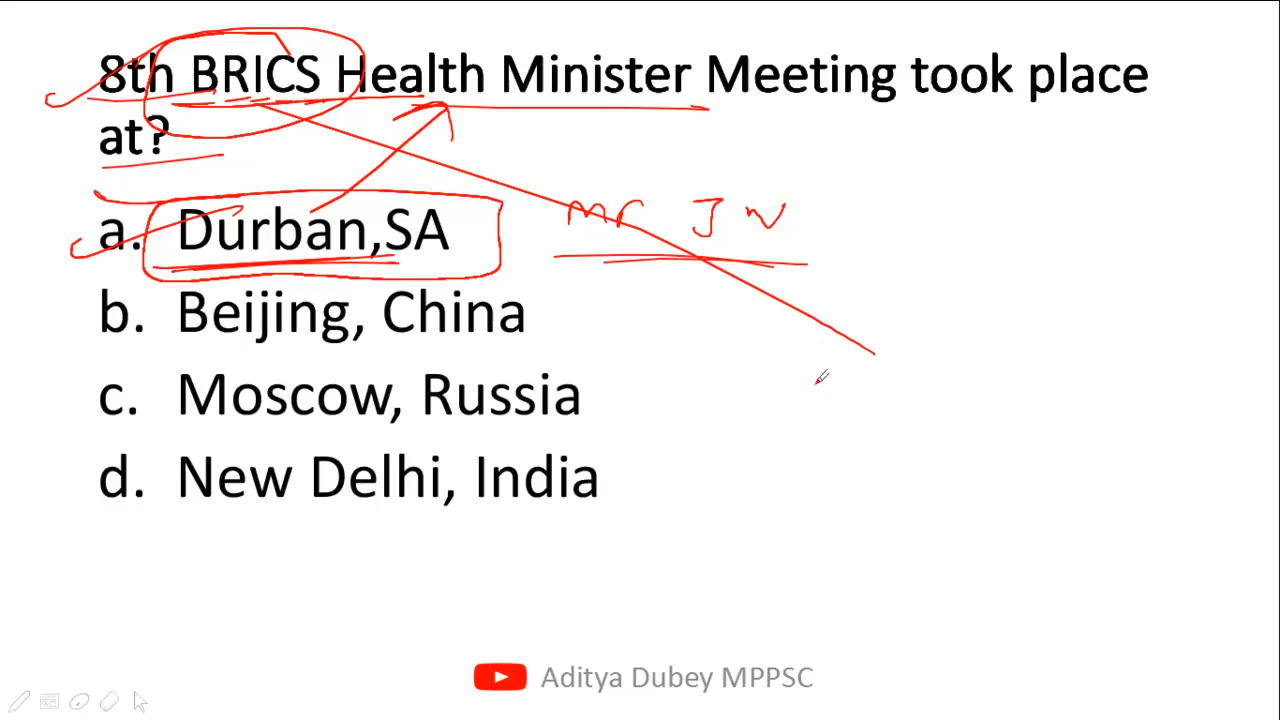 8th BRICS Health Minister Meeting took place
at?
a. Durban,SA
Mr J
b. Beijing, China
c. Moscow, Russia
d. New Delhi, India
Aditya Dubey MPPSC